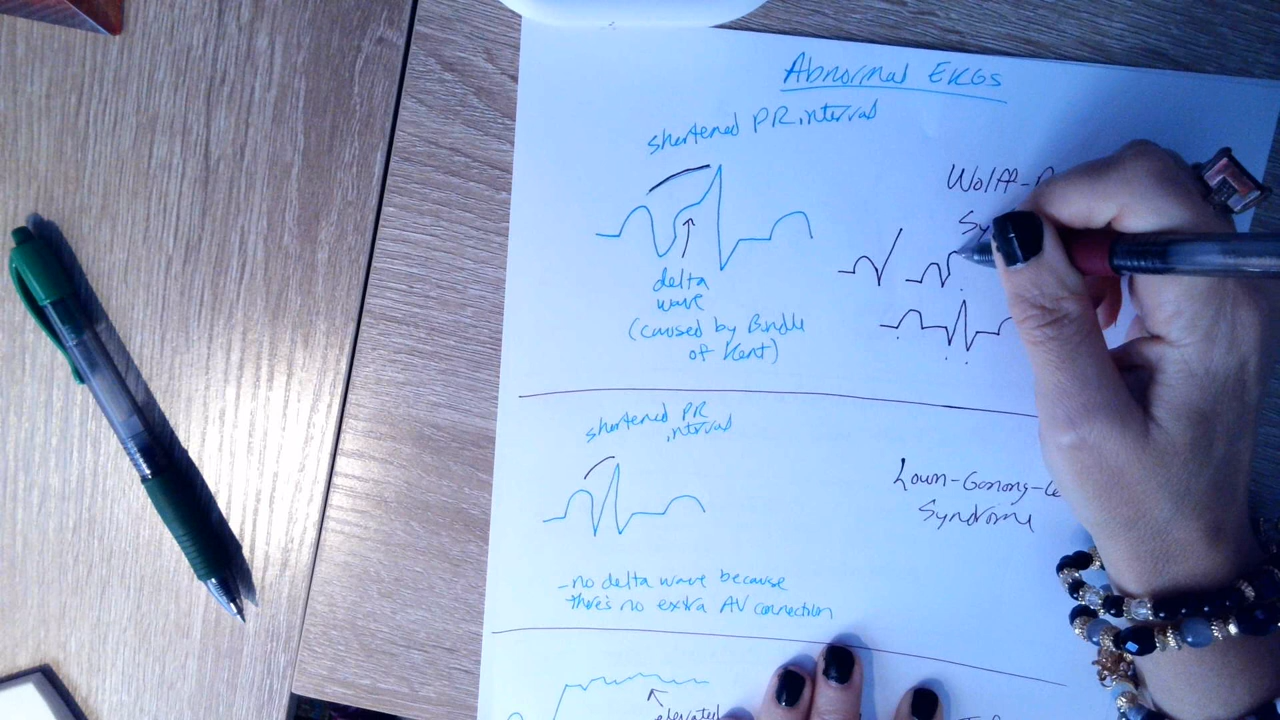 Abnormal EKGs
shortened PR interval
Wolff-
Sy
delta
wave
(caused by Bundle
of Kent)
shortened PR
interval
Lown-Ganong-Le
Syndrome
-no delta wave because
there's no extra AV connection
elevated